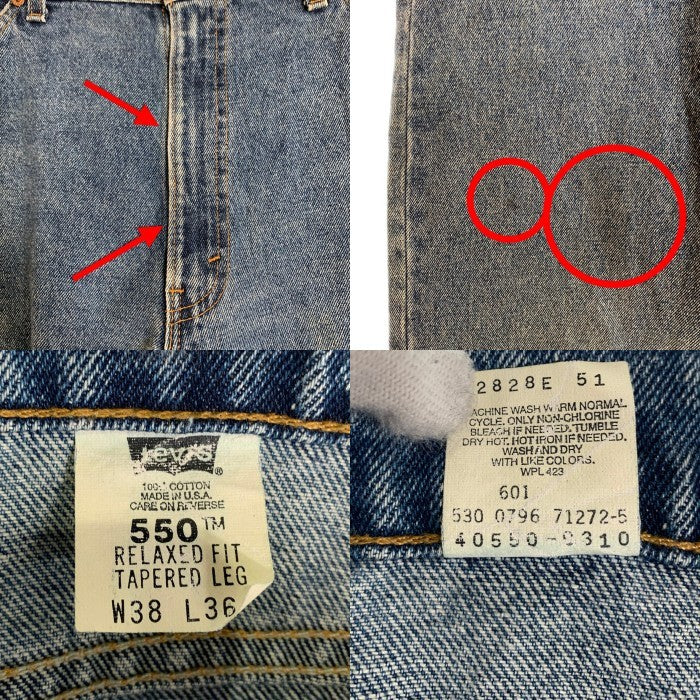 Levi's ®
100% COTTON
MADE IN U.S.A.
CARE ON REVERSE
550™
RELAXED FIT
TAPERED LEG
W38 L36
2828E 51
MACHINE WASH WARM NORMAL
CYCLE. ONLY NON-CHLORINE
BLEACH IF NEEDED. TUMBLE
DRY HOT. HOT IRON IF NEEDED.
WASH AND DRY
WITH LIKE COLORS.
WPL 423
601
530 0796 71272-5
40550-0310